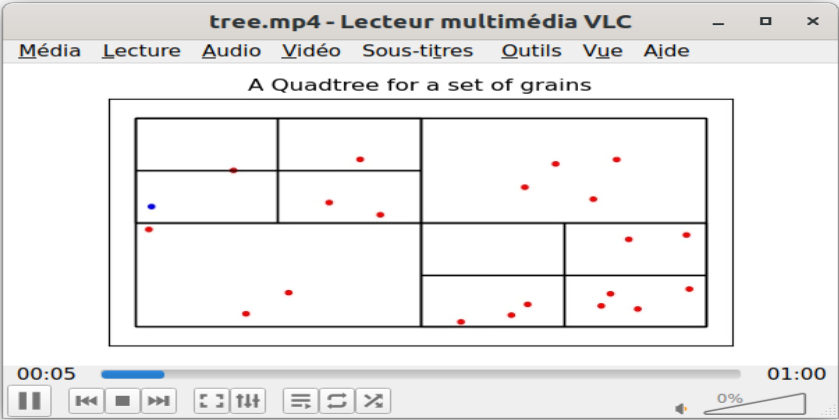 tree.mp4 - Lecteur multimédia VLC
Média Lecture Audio Vidéo Sous-titres Outils Vue Aide
A Quadtree for a set of grains
00:05 01:00
0%